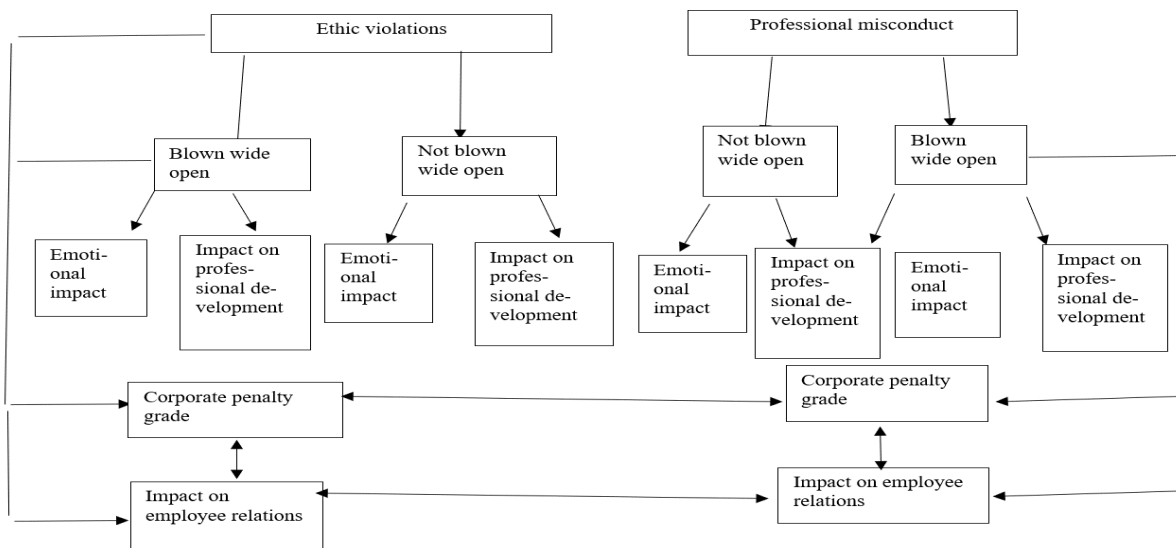 Ethic violations
Professional misconduct
Blown wide
open
Not blown
wide open
Not blown
wide open
Blown
wide open
Emoti-
onal
impact
Impact on
profes-
sional de-
velopment
Emoti-
onal
impact
Impact on
profes-
sional de-
velopment
Emoti-
onal
impact
Impact on
profes-
sional de-
velopment
Emoti-
onal
impact
Impact on
profes-
sional de-
velopment
Corporate penalty
grade
Corporate penalty
grade
Impact on
employee relations
Impact on employee
relations